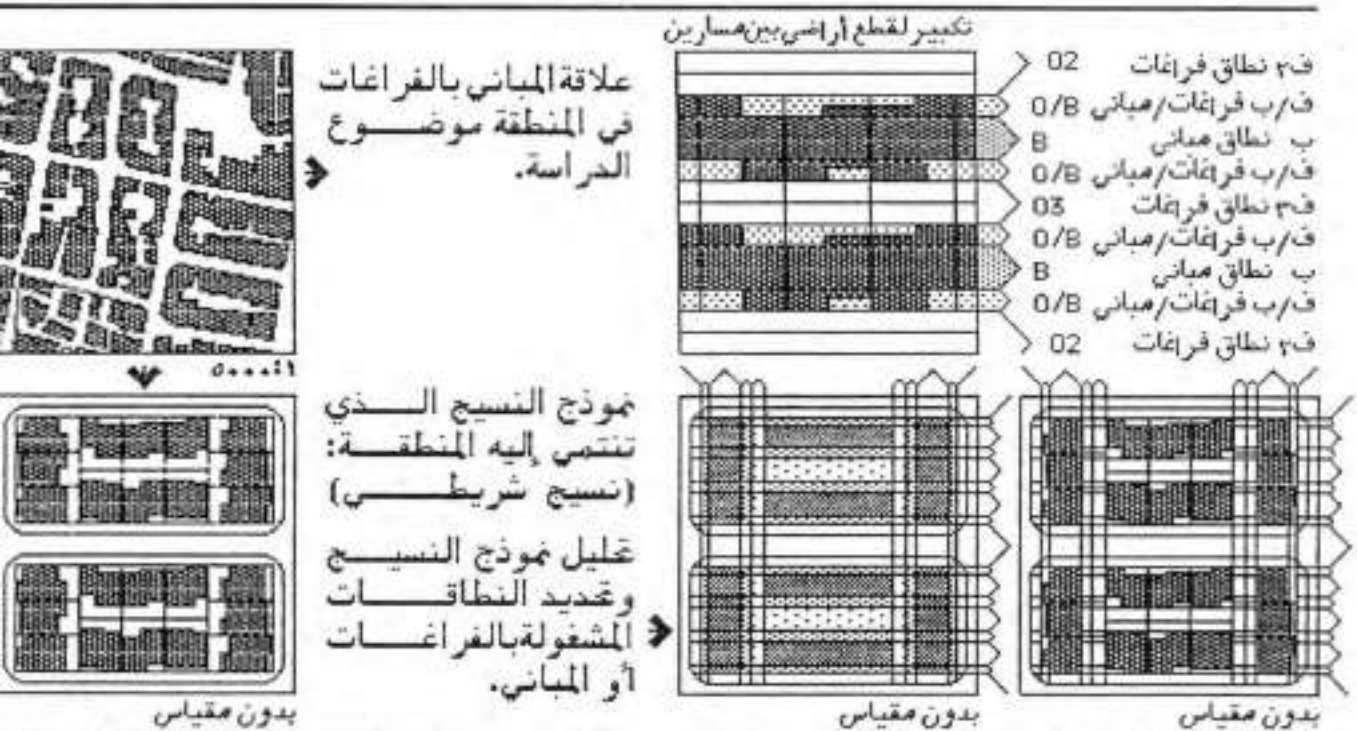 تكبير لقطع أراضي بين مسارين
علاقة المباني بالفراغات
في المنطقة موضوع
الدراسة.
ف٢ نطاق فراغات 02
ف/ب فراغات/مباني O/B
ب نطاق مباني B
ف/ب فراغات/مباني O/B
ف٣ نطاق فراغات 03
ف/ب فراغات/مباني O/B
ب نطاق مباني B
ف/ب فراغات/مباني O/B
ف٢ نطاق فراغات 02
١:٥٠٠٠
نموذج النسيج الذي
تنتمي إليه المنطقة:
(نسيج شريطي)
تحليل نموذج النسيج
وتحديد النطاقات
المشغولة بالفراغات
أو المباني.
بدون مقياس
بدون مقياس
بدون مقياس